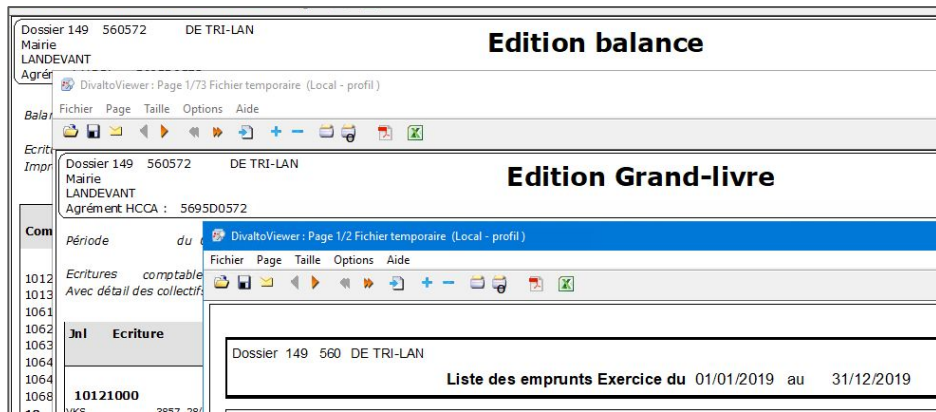 Dossier 149 560572 DE TRI-LAN
Mairie
LANDEVANT
Edition balance
DivaltoViewer : Page 1/73 Fichier temporaire (Local - profil )
Fichier Page Taille Options Aide
Dossier 149 560572 DE TRI-LAN
Mairie
LANDEVANT
Agrément HCCA : 5695D0572
Edition Grand-livre
Com
Période du
Ecritures comptable
Avec détail des collectifs
1012
1013
1061
1062
1063
1064
1064
1068
Jnl Ecriture
10121000
DivaltoViewer : Page 1/2 Fichier temporaire (Local - profil )
Fichier Page Taille Options Aide
Dossier 149 560 DE TRI-LAN
Liste des emprunts Exercice du 01/01/2019 au 31/12/2019